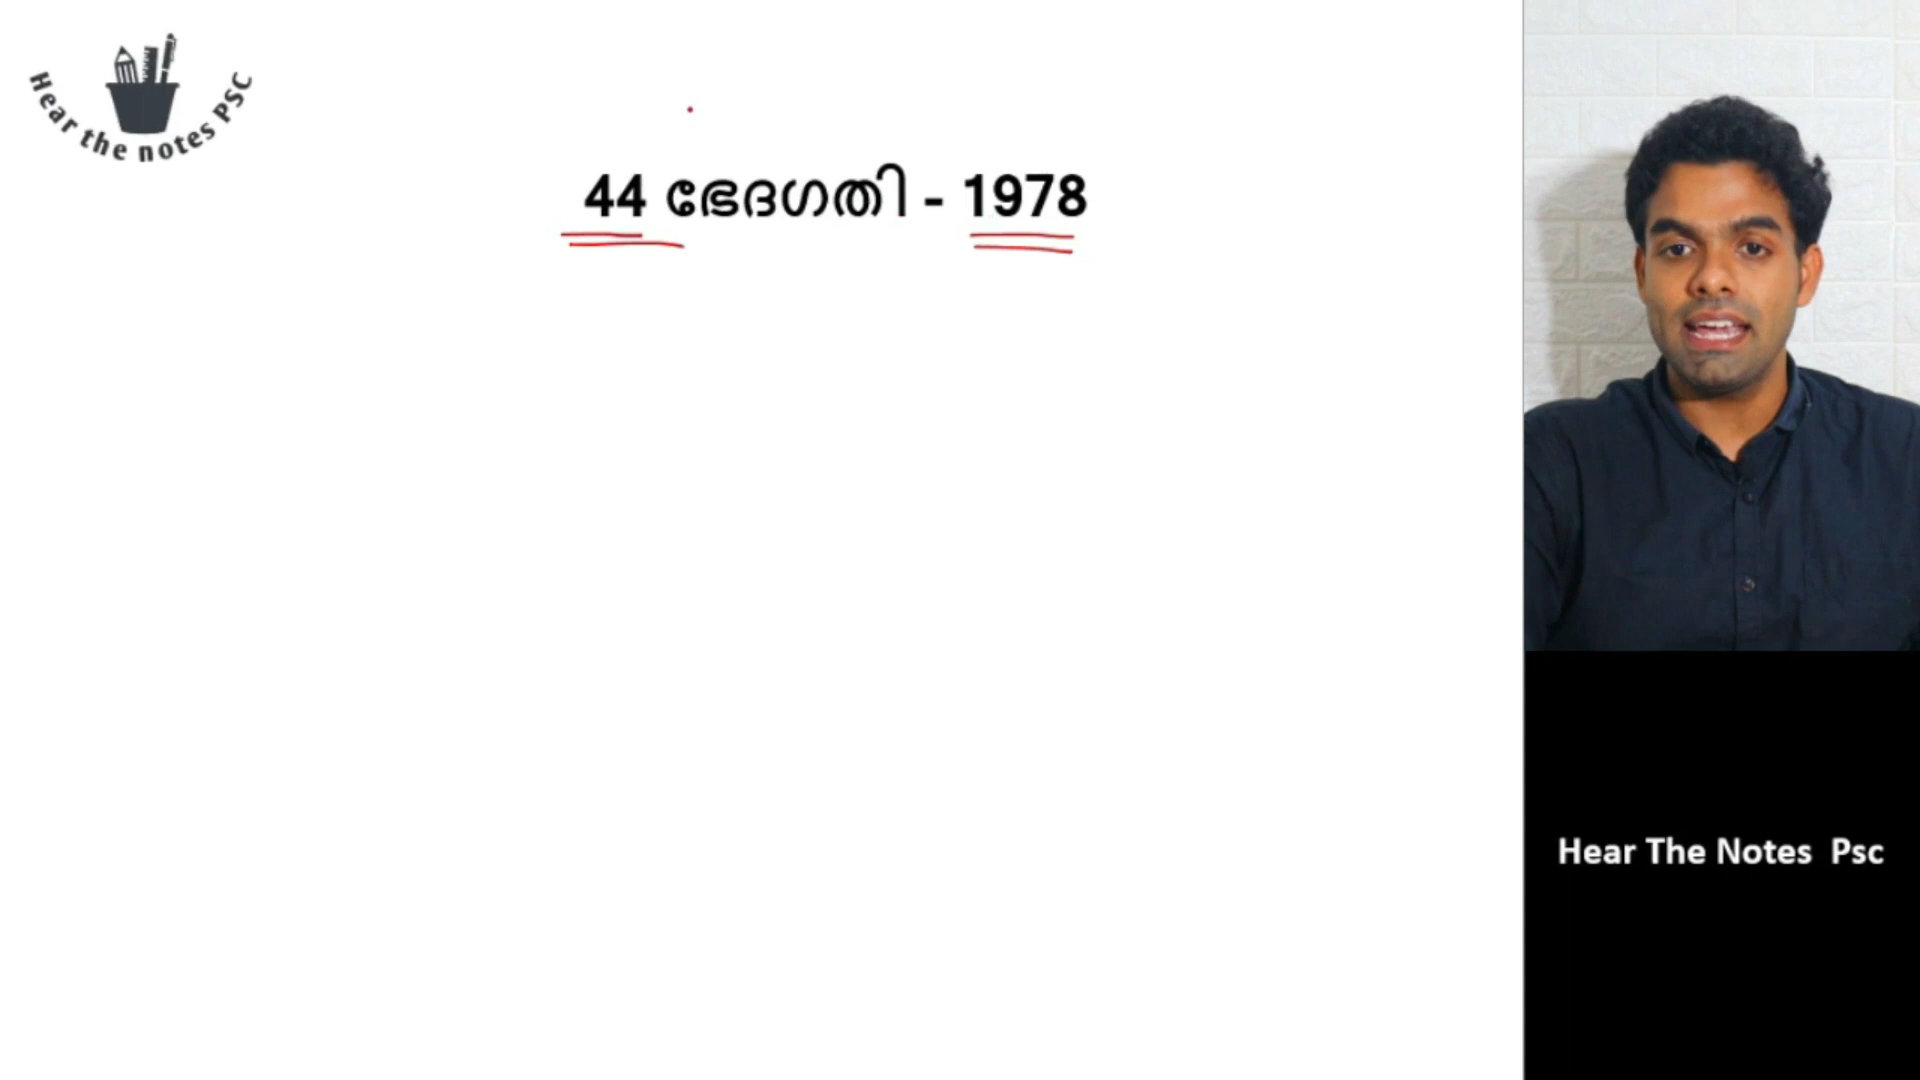 Hear the notes PSC
44 ഭേദഗതി - 1978
Hear The Notes Psc